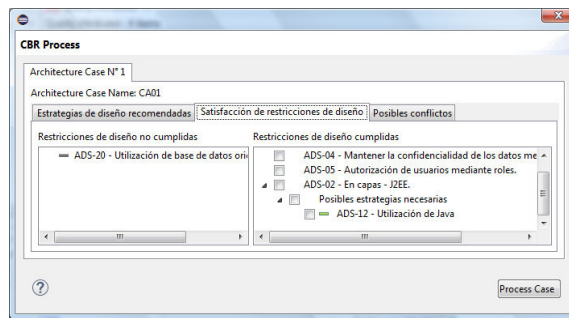 CBR Process
Architecture Case N° 1
Architecture Case Name: CA01
Estrategias de diseño recomendadas
Satisfacción de restricciones de diseño
Posibles conflictos
Restricciones de diseño no cumplidas
ADS-20 - Utilización de base de datos ori
Restricciones de diseño cumplidas
ADS-04 - Mantener la confidencialidad de los datos me
ADS-05 - Autorización de usuarios mediante roles.
ADS-02 - En capas - J2EE.
Posibles estrategias necesarias
ADS-12 - Utilización de Java
Process Case